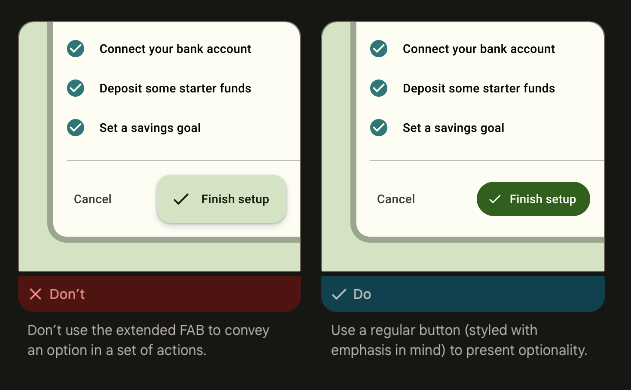 Connect your bank account
Deposit some starter funds
Set a savings goal
Cancel
Finish setup
Don't
Don't use the extended FAB to convey
an option in a set of actions.
Connect your bank account
Deposit some starter funds
Set a savings goal
Cancel
Finish setup
Do
Use a regular button (styled with
emphasis in mind) to present optionality.